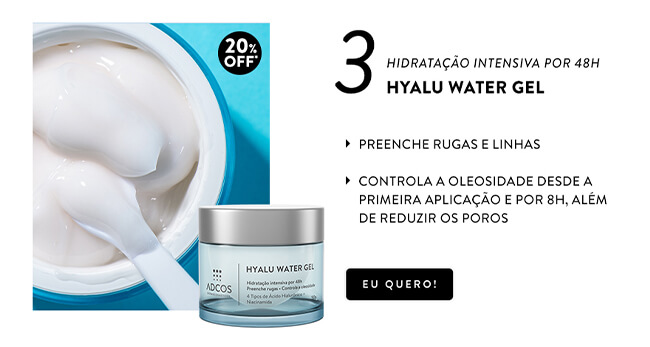 20%
OFF*
3
HIDRATAÇÃO INTENSIVA POR 48H
HYALU WATER GEL
PREENCHE RUGAS E LINHAS
CONTROLA A OLEOSIDADE DESDE A
PRIMEIRA APLICAÇÃO E POR 8H, ALÉM
DE REDUZIR OS POROS
EU QUERO!
ADCOS
HYALU WATER GEL
Hidratação intensiva por 48h
Preenche rugas • Controla a oleosidade
4 Tipos de Ácido Hialurônico +
Niacinamida